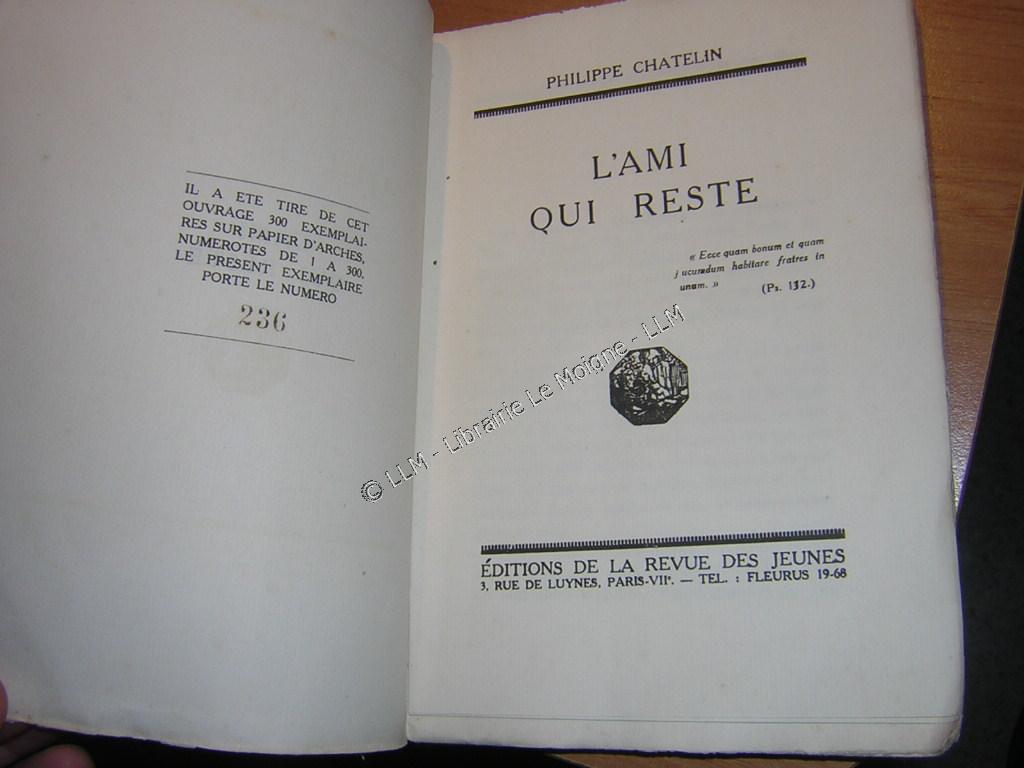 IL A ETE TIRE DE CET
OUVRAGE 300 EXEMPLAI-
RES SUR PAPIER D'ARCHES,
NUMEROTES DE 1 A 300.
LE PRESENT EXEMPLAIRE
PORTE LE NUMERO
236
PHILIPPE CHATELIN
L'AMI
QUI RESTE
« Ecce quam bonum et quam
jucundum habitare fratres in
unam. » (Ps. 132.)
© LLM - Librairie Le Moigne - LLM
ÉDITIONS DE LA REVUE DES JEUNES
3, RUE DE LUYNES, PARIS-VIIe. — TEL. : FLEURUS 19-68